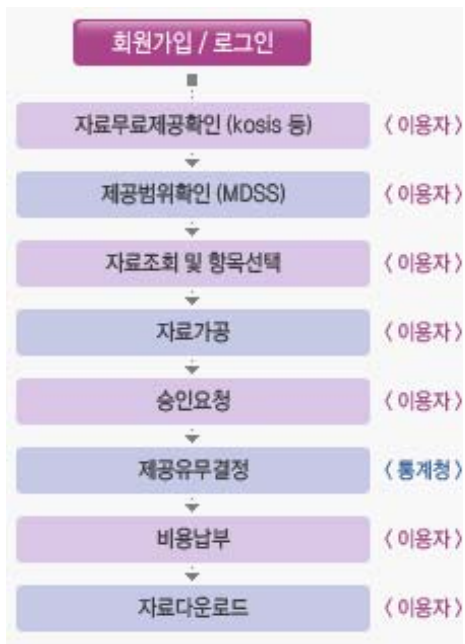 회원가입 / 로그인
자료무료제공확인 (kosis 등) 〈이용자〉
제공범위확인 (MDSS) 〈이용자〉
자료조회 및 항목선택 〈이용자〉
자료가공 〈이용자〉
승인요청 〈이용자〉
제공유무결정 〈통계청〉
비용납부 〈이용자〉
자료다운로드 〈이용자〉